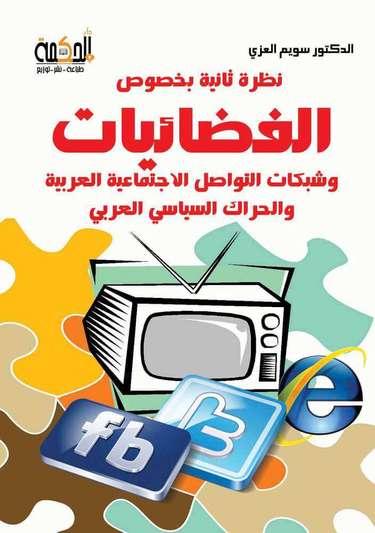 دار
الحكمة
طباعة - نشر - توزيع
الدكتور سويم العزي
نظرة ثانية بخصوص
الفضائيات
وشبكات التواصل الاجتماعية العربية
والحراك السياسي العربي
fb